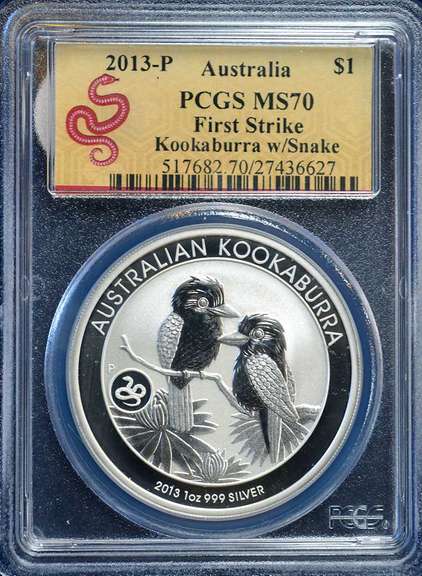 2013-P Australia $1
PCGS MS70
First Strike
Kookaburra w/Snake
517682.70/27436627
AUSTRALIAN KOOKABURRA
P
2013 1oz 999 SILVER
PCGS